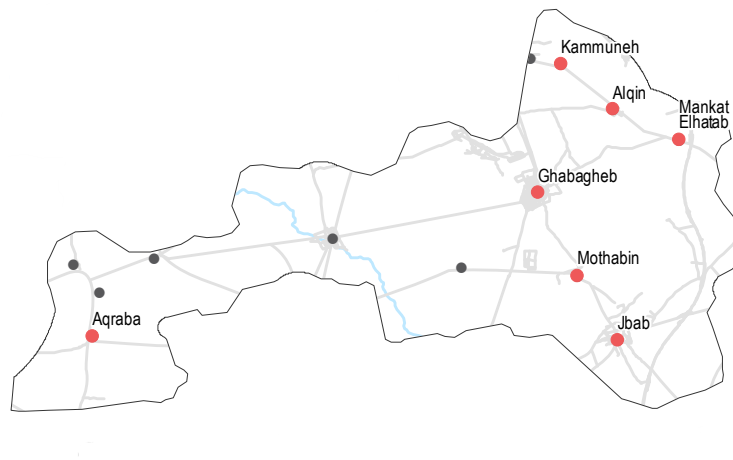 Kammuneh
Alqin
Mankat
Elhatab
Ghabagheb
Mothabin
Jbab
Aqraba